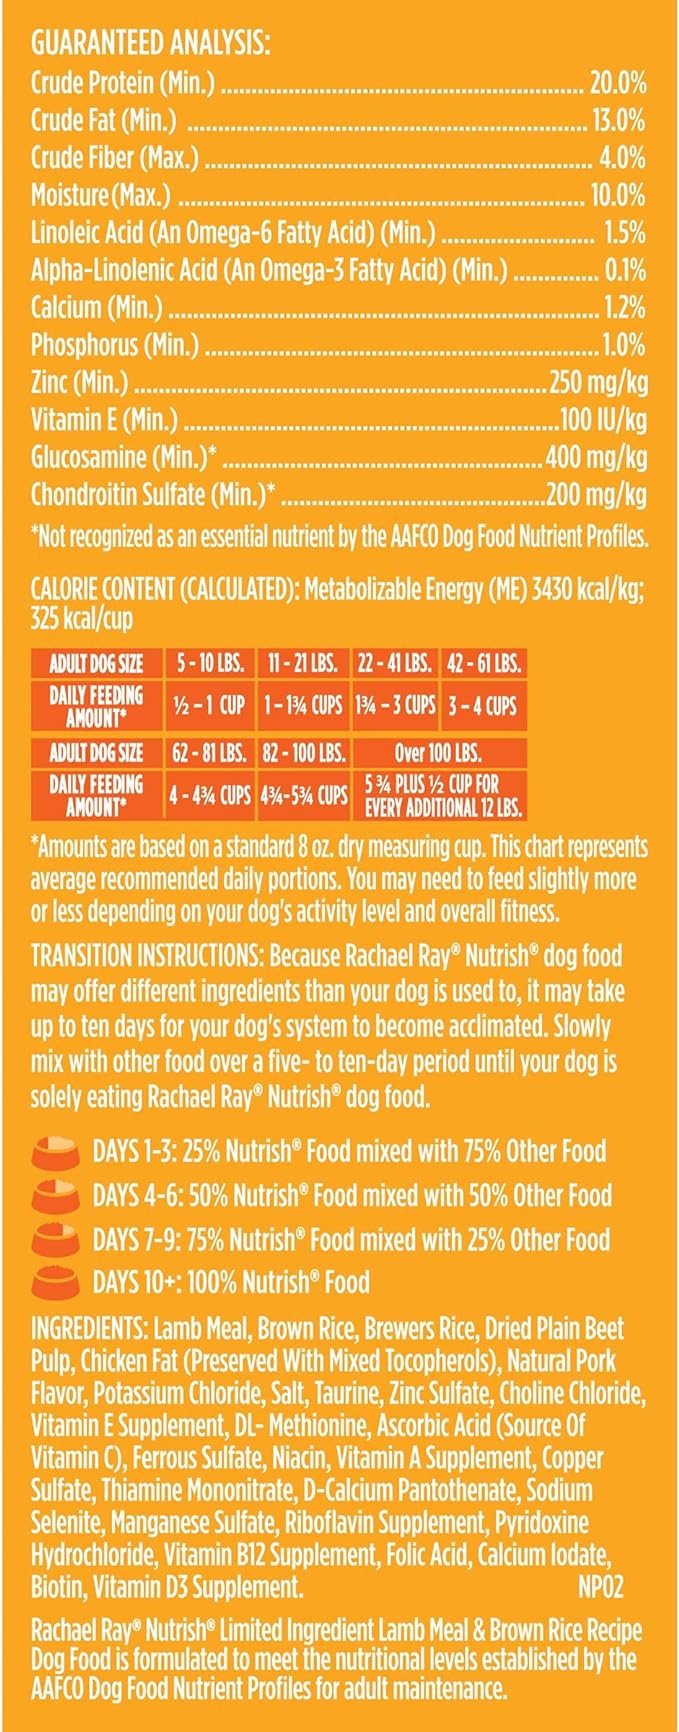 GUARANTEED ANALYSIS:
Crude Protein (Min.) ........................................................ 20.0%
Crude Fat (Min.) .............................................................. 13.0%
Crude Fiber (Max.) ............................................................ 4.0%
Moisture (Max.) ............................................................... 10.0%
Linoleic Acid (An Omega-6 Fatty Acid) (Min.) ........................ 1.5%
Alpha-Linolenic Acid (An Omega-3 Fatty Acid) (Min.) .............. 0.1%
Calcium (Min.) .................................................................. 1.2%
Phosphorus (Min.) ............................................................. 1.0%
Zinc (Min.) ................................................................ 250 mg/kg
Vitamin E (Min.) .......................................................... 100 IU/kg
Glucosamine (Min.)* .................................................. 400 mg/kg
Chondroitin Sulfate (Min.)* ......................................... 200 mg/kg
*Not recognized as an essential nutrient by the AAFCO Dog Food Nutrient Profiles.
CALORIE CONTENT (CALCULATED): Metabolizable Energy (ME) 3430 kcal/kg;
325 kcal/cup
ADULT DOG SIZE 5 - 10 LBS. 11 - 21 LBS. 22 - 41 LBS. 42 - 61 LBS.
DAILY FEEDING AMOUNT* ½ – 1 CUP 1 – 1¾ CUPS 1¾ – 3 CUPS 3 – 4 CUPS
ADULT DOG SIZE 62 - 81 LBS. 82 - 100 LBS. Over 100 LBS.
DAILY FEEDING AMOUNT* 4 - 4¾ CUPS 4¾-5¾ CUPS 5 ¾ PLUS ½ CUP FOR EVERY ADDITIONAL 12 LBS.
*Amounts are based on a standard 8 oz. dry measuring cup. This chart represents
average recommended daily portions. You may need to feed slightly more
or less depending on your dog's activity level and overall fitness.
TRANSITION INSTRUCTIONS: Because Rachael Ray® Nutrish® dog food
may offer different ingredients than your dog is used to, it may take
up to ten days for your dog's system to become acclimated. Slowly
mix with other food over a five- to ten-day period until your dog is
solely eating Rachael Ray® Nutrish® dog food.
DAYS 1-3: 25% Nutrish® Food mixed with 75% Other Food
DAYS 4-6: 50% Nutrish® Food mixed with 50% Other Food
DAYS 7-9: 75% Nutrish® Food mixed with 25% Other Food
DAYS 10+: 100% Nutrish® Food
INGREDIENTS: Lamb Meal, Brown Rice, Brewers Rice, Dried Plain Beet
Pulp, Chicken Fat (Preserved With Mixed Tocopherols), Natural Pork
Flavor, Potassium Chloride, Salt, Taurine, Zinc Sulfate, Choline Chloride,
Vitamin E Supplement, DL- Methionine, Ascorbic Acid (Source Of
Vitamin C), Ferrous Sulfate, Niacin, Vitamin A Supplement, Copper
Sulfate, Thiamine Mononitrate, D-Calcium Pantothenate, Sodium
Selenite, Manganese Sulfate, Riboflavin Supplement, Pyridoxine
Hydrochloride, Vitamin B12 Supplement, Folic Acid, Calcium Iodate,
Biotin, Vitamin D3 Supplement. NP02
Rachael Ray® Nutrish® Limited Ingredient Lamb Meal & Brown Rice Recipe
Dog Food is formulated to meet the nutritional levels established by the
AAFCO Dog Food Nutrient Profiles for adult maintenance.